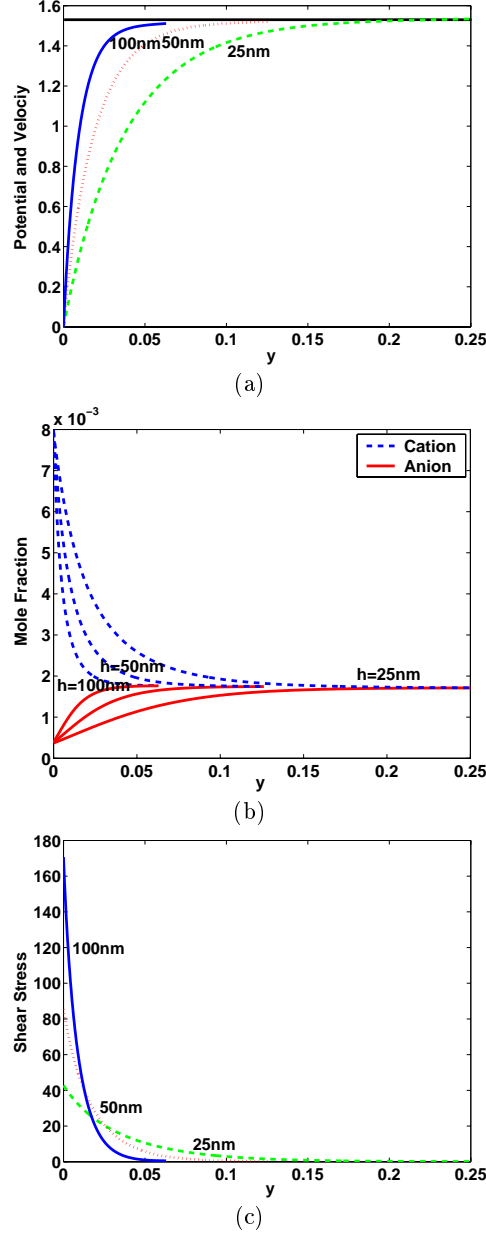 1.6
1.4
1.2
1
0.8
0.6
0.4
0.2
0
Potential and Velociy
100nm 50nm
25nm
0 0.05 0.1 0.15 0.2 0.25
y
(a)
x 10⁻³
8
7
6
5
4
3
2
1
0
Mole Fraction
Cation
Anion
h=50nm
h=100nm
h=25nm
0 0.05 0.1 0.15 0.2 0.25
y
(b)
180
160
140
120
100
80
60
40
20
0
Shear Stress
100nm
50nm
25nm
0 0.05 0.1 0.15 0.2 0.25
y
(c)